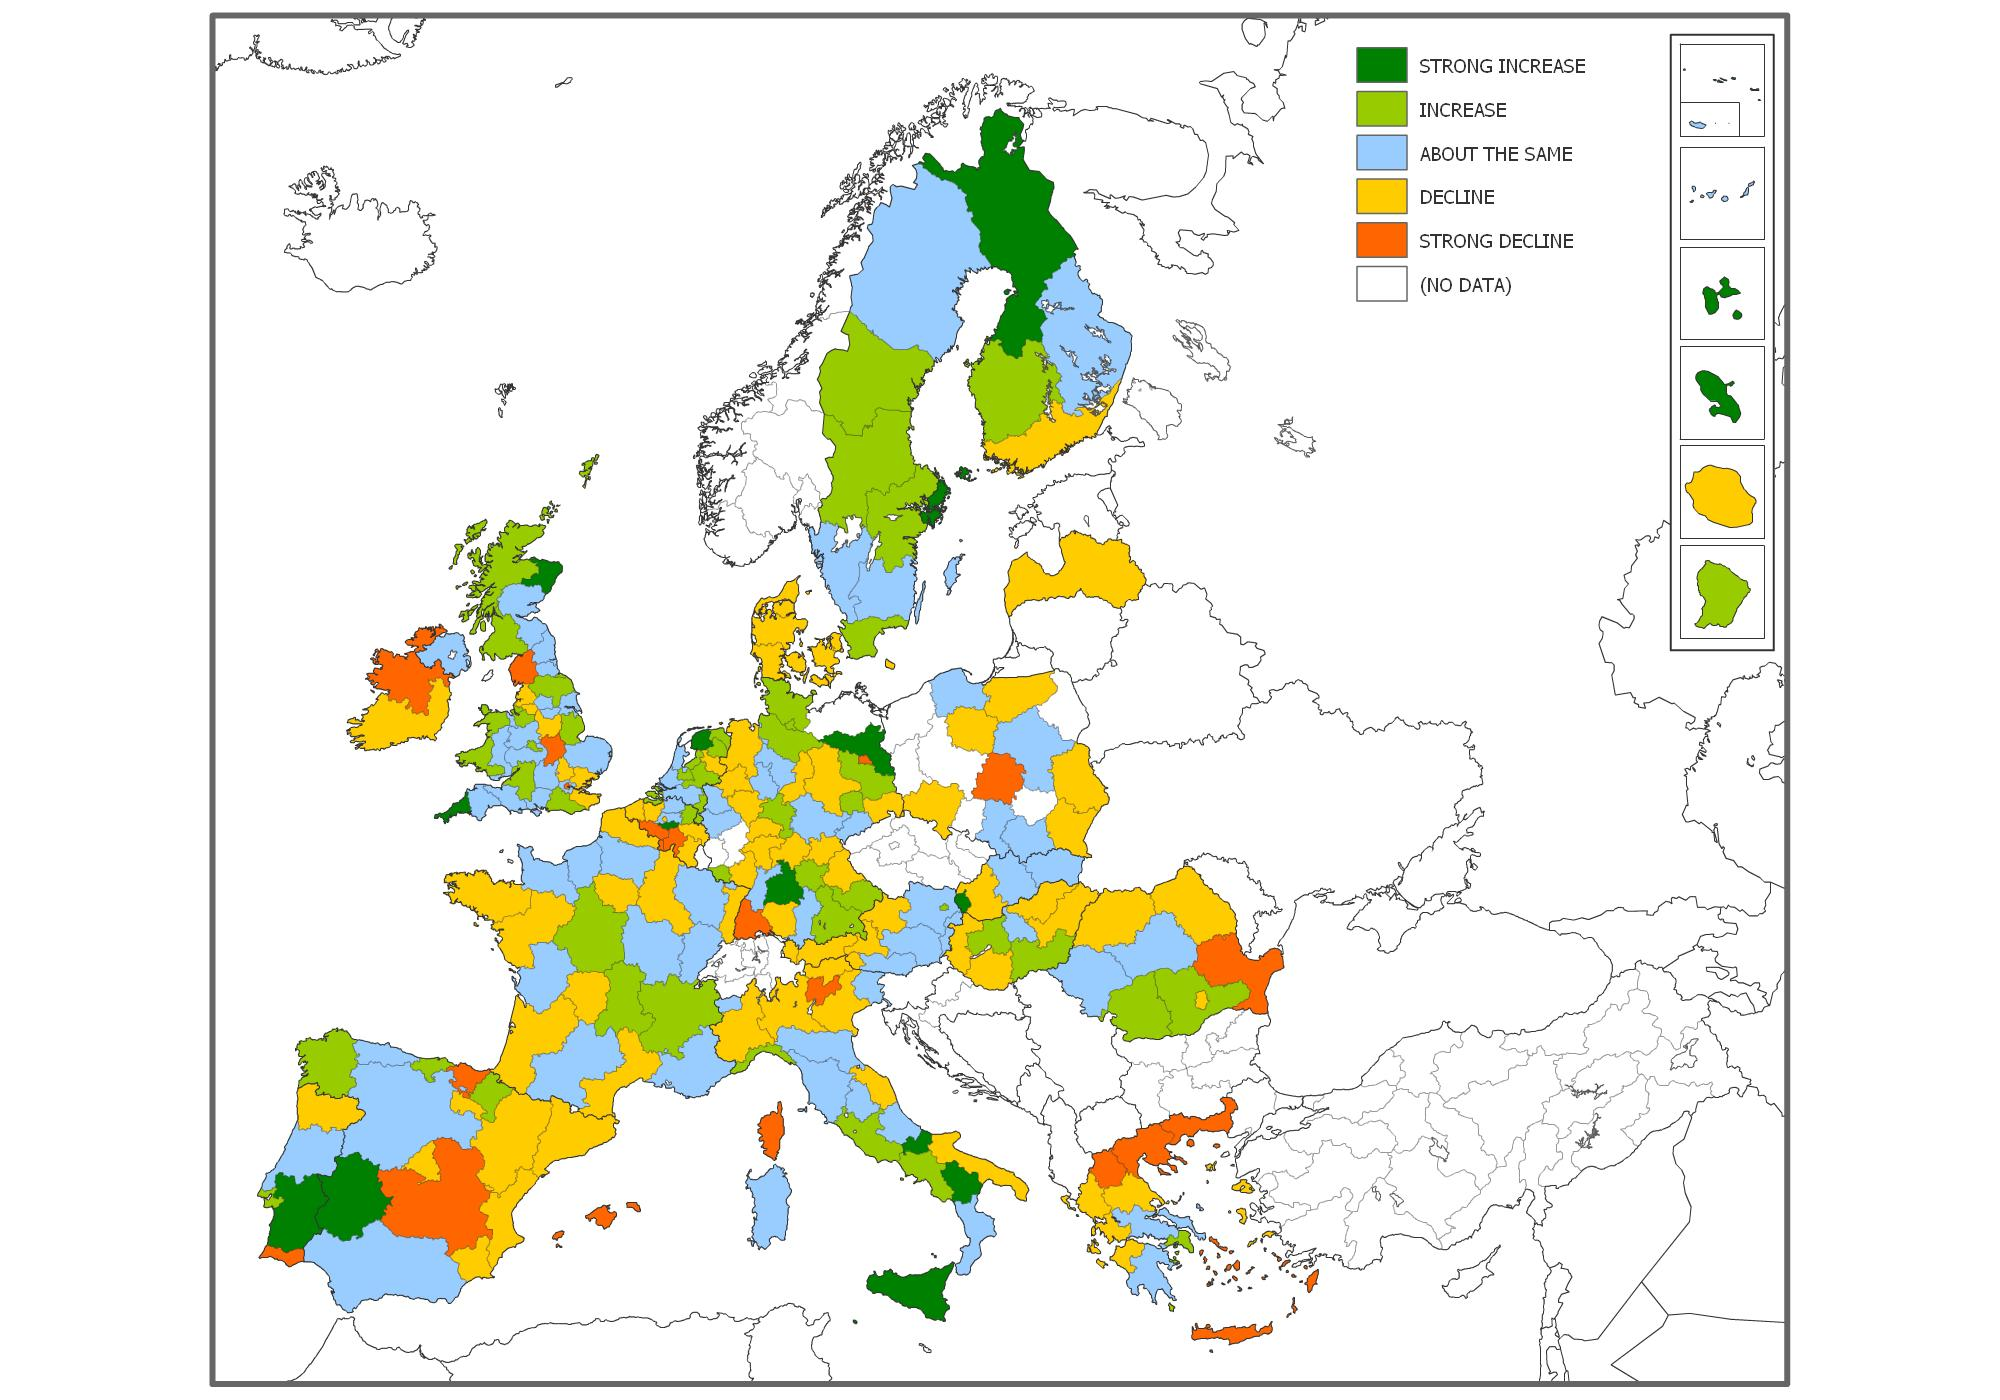 STRONG INCREASE
INCREASE
ABOUT THE SAME
DECLINE
STRONG DECLINE
(NO DATA)